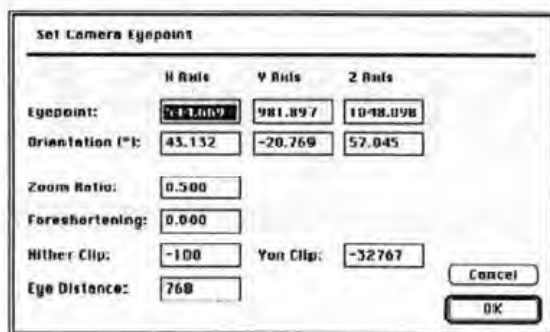 Set Camera Eyepoint
X Axis Y Axis Z Axis
Eyepoint: 981.897 1048.098
Orientation (°): 43.132 -20.769 57.045
Zoom Ratio: 0.500
Foreshortening: 0.000
Hither Clip: -100 Yon Clip: -32767
Eye Distance: 768
Cancel
OK